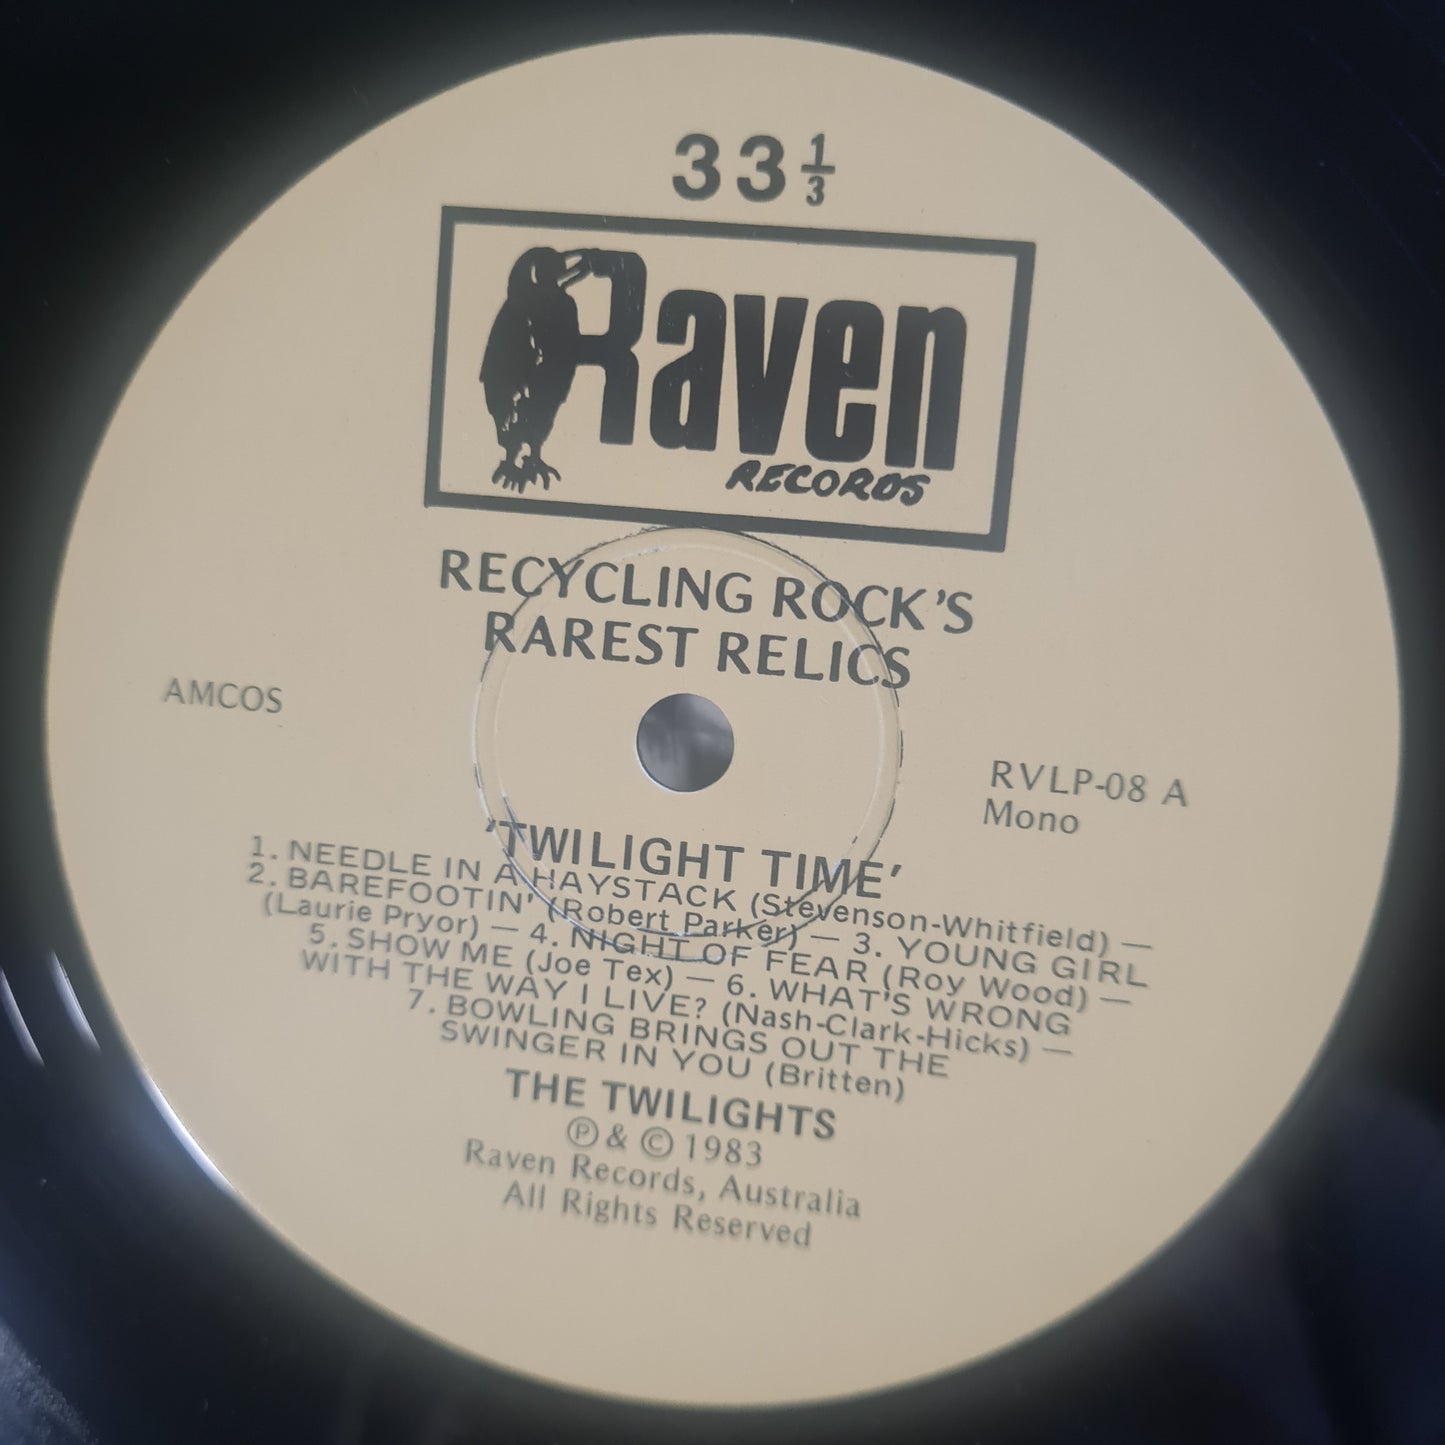 33 1/3
Raven
RECORDS
RECYCLING ROCK'S
RAREST RELICS
AMCOS
RVLP-08 A
Mono
'TWILIGHT TIME'
1. NEEDLE IN A HAYSTACK (Stevenson-Whitfield) —
2. BAREFOOTIN' (Robert Parker) — 3. YOUNG GIRL
(Laurie Pryor) — 4. NIGHT OF FEAR (Roy Wood) —
5. SHOW ME (Joe Tex) — 6. WHAT'S WRONG
WITH THE WAY I LIVE? (Nash-Clark-Hicks) —
7. BOWLING BRINGS OUT THE
SWINGER IN YOU (Britten)
THE TWILIGHTS
Ⓟ & © 1983
Raven Records, Australia
All Rights Reserved